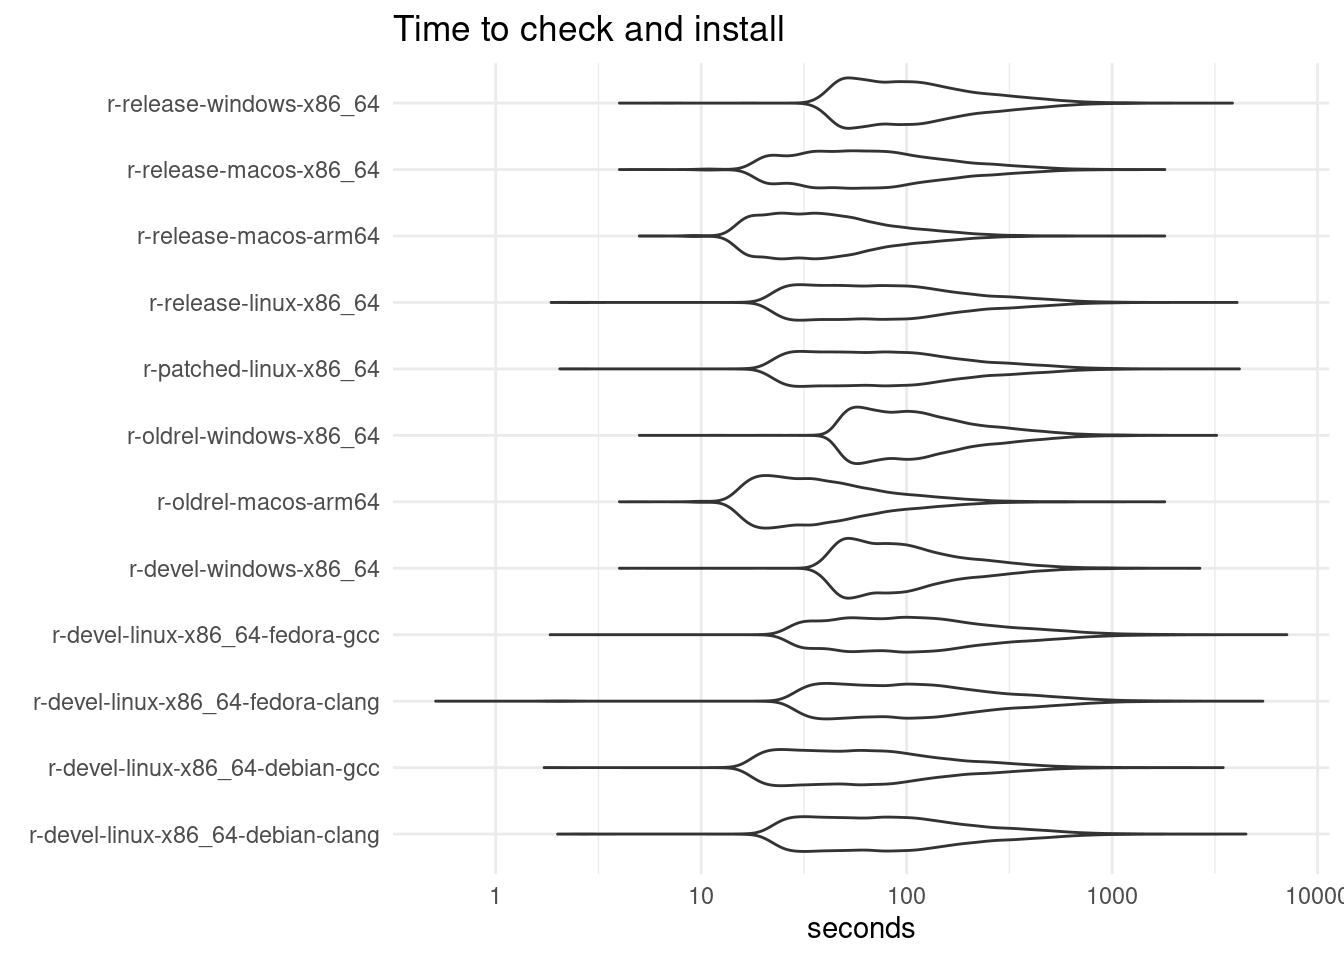 Time to check and install
r-release-windows-x86_64
r-release-macos-x86_64
r-release-macos-arm64
r-release-linux-x86_64
r-patched-linux-x86_64
r-oldrel-windows-x86_64
r-oldrel-macos-arm64
r-devel-windows-x86_64
r-devel-linux-x86_64-fedora-gcc
r-devel-linux-x86_64-fedora-clang
r-devel-linux-x86_64-debian-gcc
r-devel-linux-x86_64-debian-clang
1 10 100 1000 10000
seconds